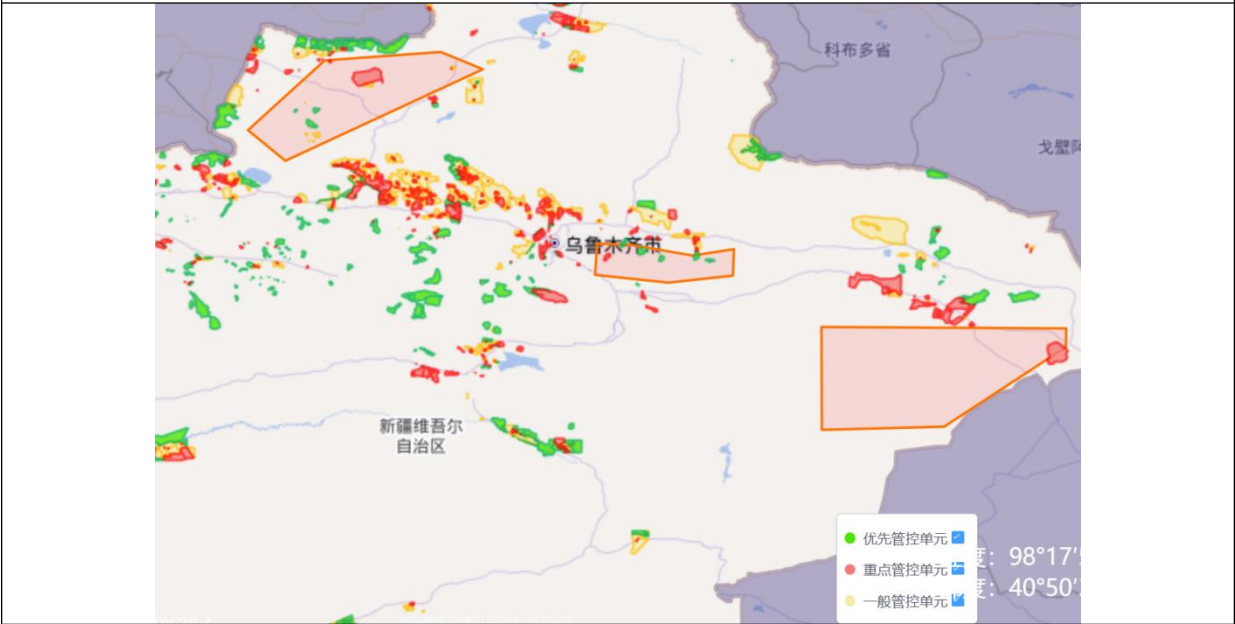 科布多省
戈壁阿
乌鲁木齐市
新疆维吾尔
自治区
优先管控单元
重点管控单元
一般管控单元
度：98°17'
度：40°50'